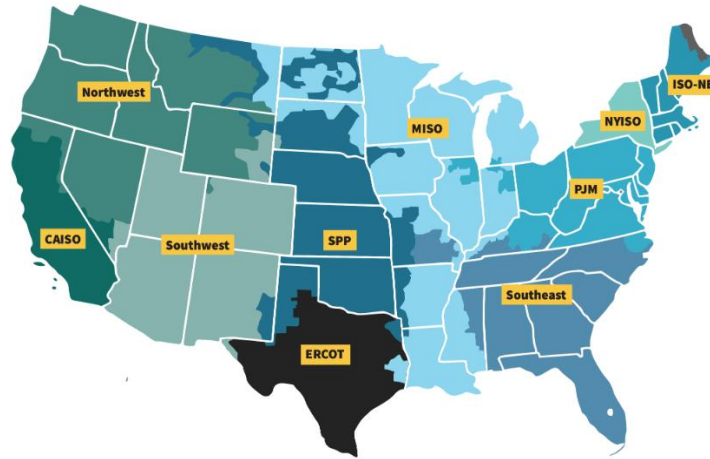 Northwest
MISO
NYISO
ISO-NE
PJM
CAISO
Southwest
SPP
Southeast
ERCOT